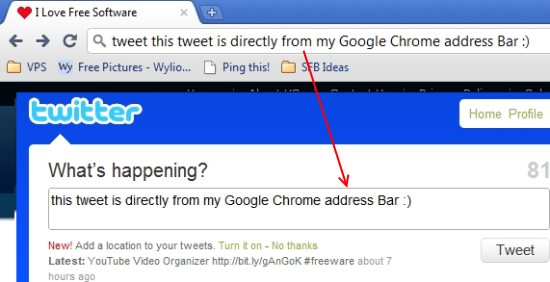 I Love Free Software
tweet this tweet is directly from my Google Chrome address Bar :)
VPS Wy Free Pictures - Wylio... Ping this! SFB Ideas
twitter
Home Profile
What's happening?
81
this tweet is directly from my Google Chrome address Bar :)
New! Add a location to your tweets. Turn it on - No thanks
Tweet
Latest: YouTube Video Organizer http://bit.ly/gAnGoK #freeware about 7
hours ago